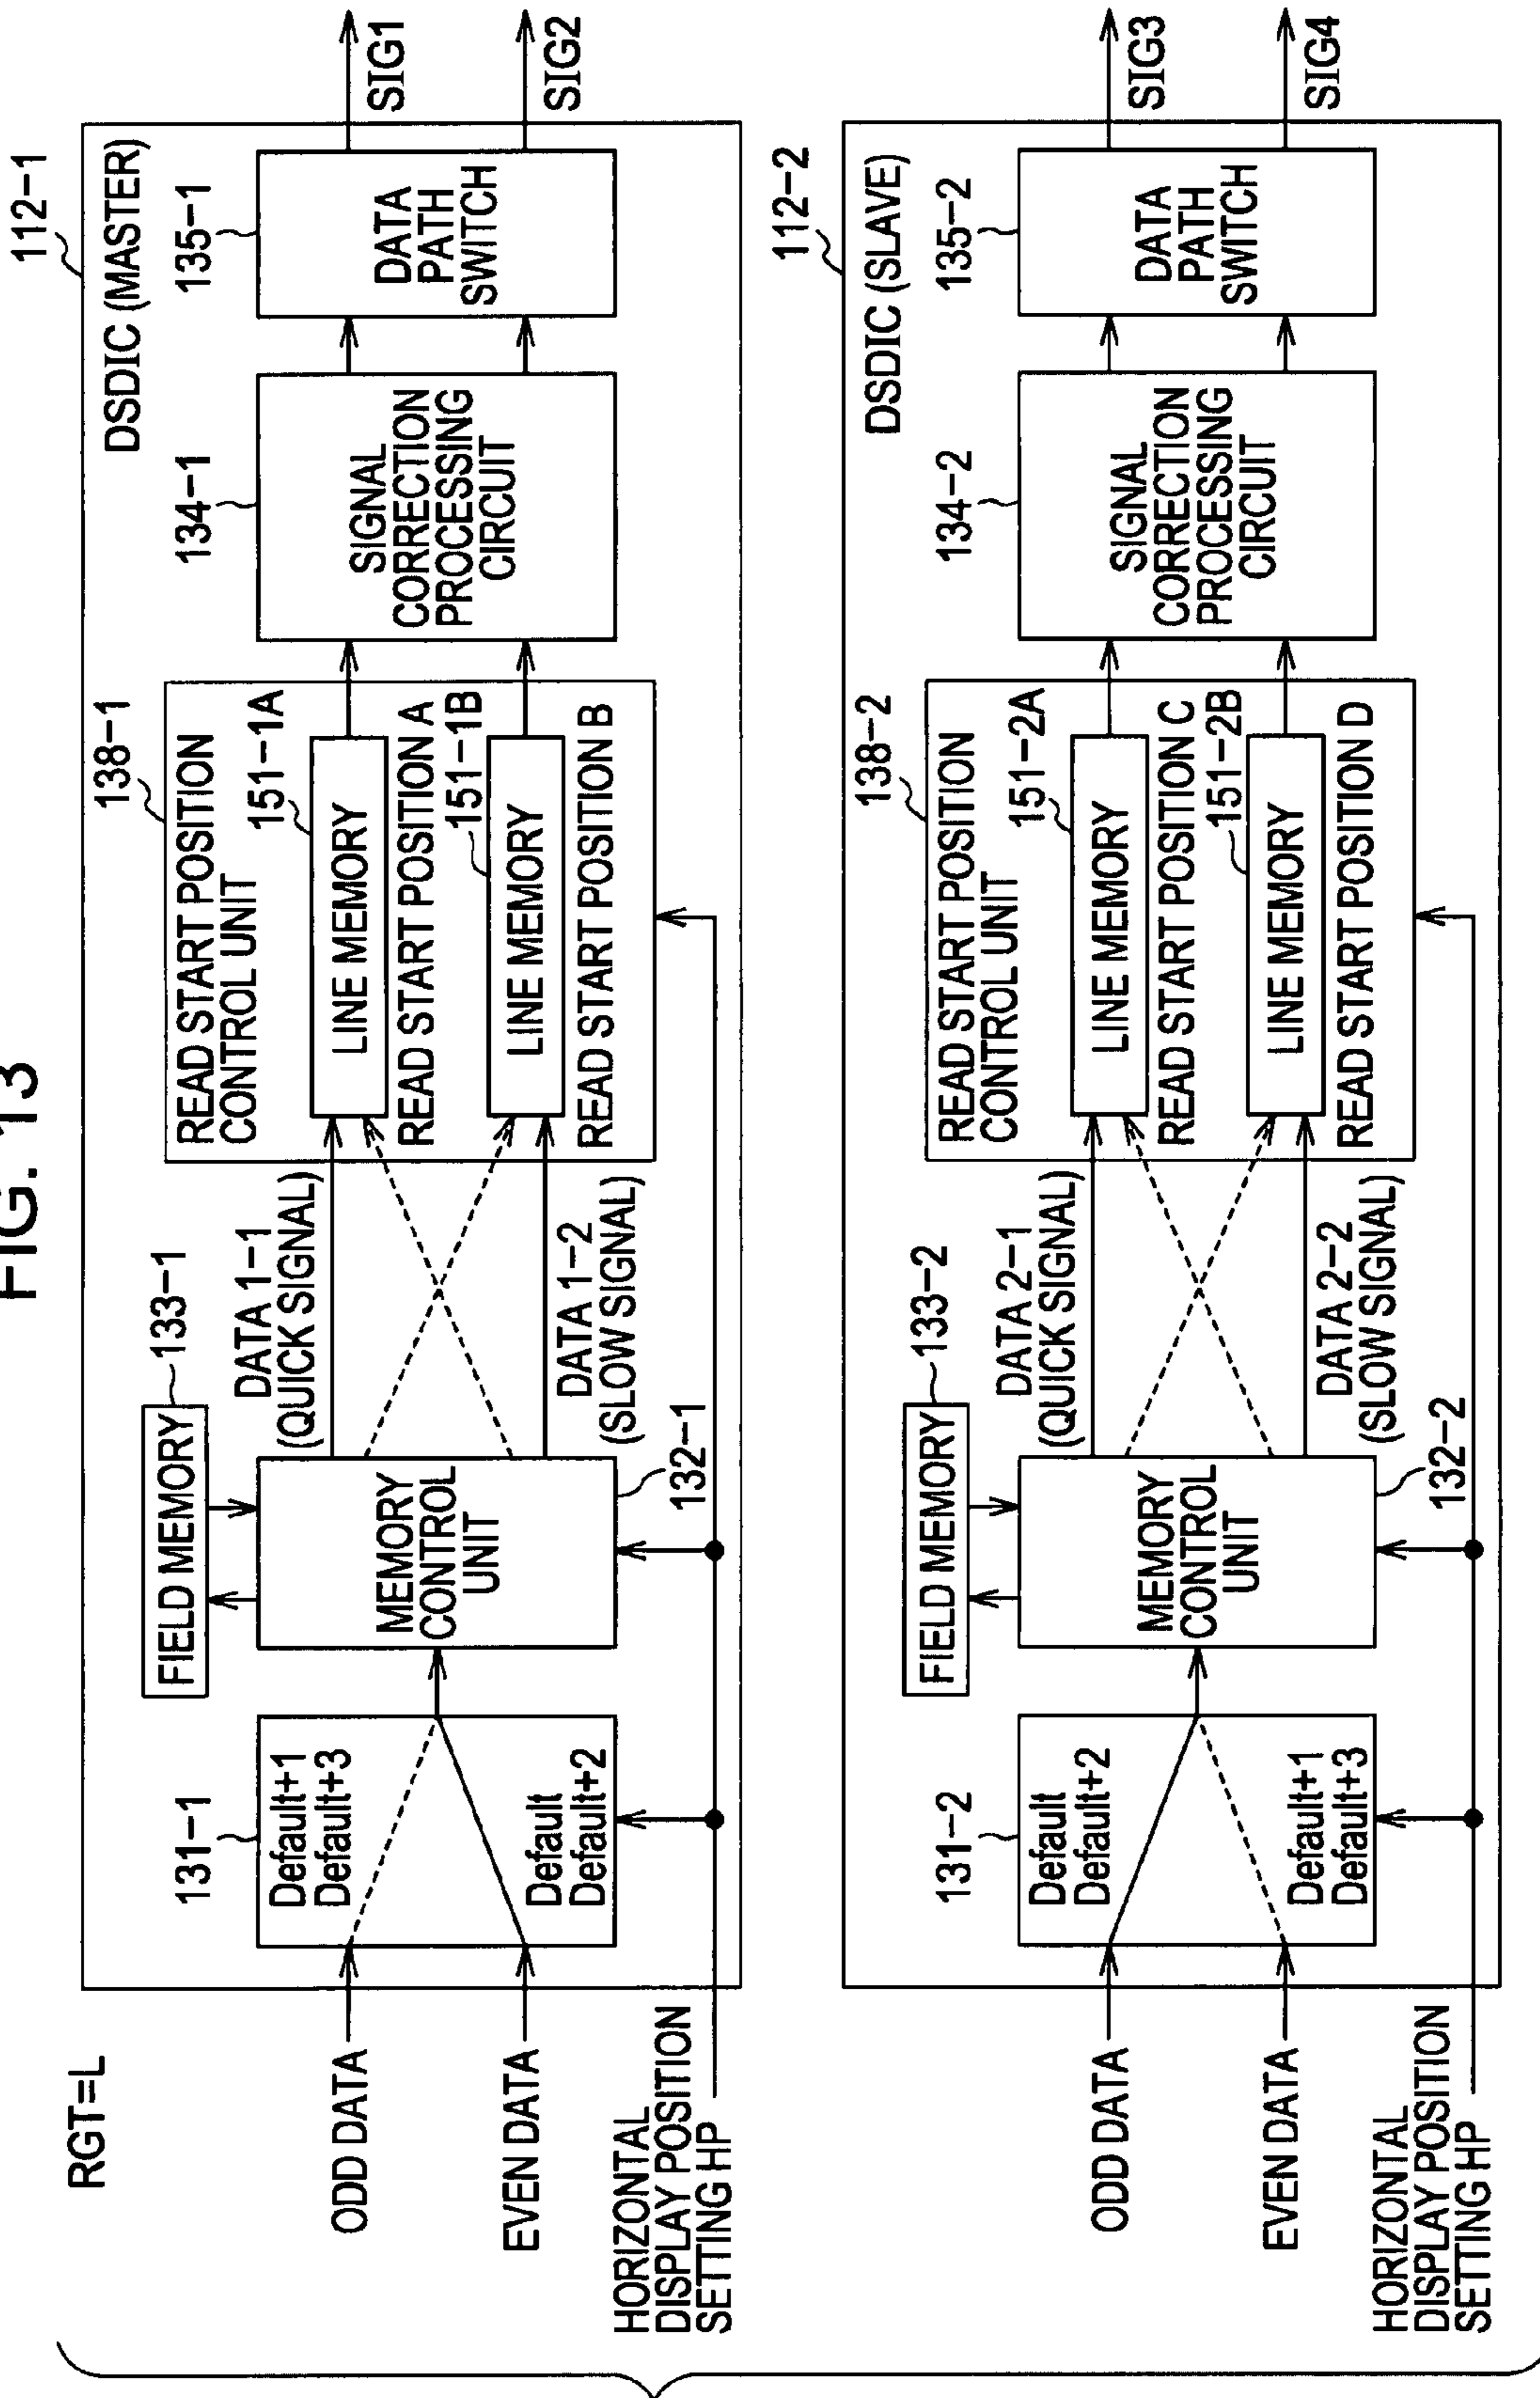 FIG. 13
RGT=L
112-1
DSDIC (MASTER)
ODD DATA
EVEN DATA
HORIZONTAL
DISPLAY POSITION
SETTING HP
131-1
Default+1
Default+3
Default
Default+2
FIELD MEMORY
133-1
MEMORY
CONTROL
UNIT
132-1
DATA 1-1
(QUICK SIGNAL)
DATA 1-2
(SLOW SIGNAL)
138-1
READ START POSITION
CONTROL UNIT
151-1A
LINE MEMORY
READ START POSITION A
151-1B
LINE MEMORY
READ START POSITION B
134-1
SIGNAL
CORRECTION
PROCESSING
CIRCUIT
135-1
DATA
PATH
SWITCH
SIG1
SIG2
112-2
DSDIC (SLAVE)
ODD DATA
EVEN DATA
HORIZONTAL
DISPLAY POSITION
SETTING HP
131-2
Default
Default+2
Default+1
Default+3
FIELD MEMORY
133-2
MEMORY
CONTROL
UNIT
132-2
DATA 2-1
(QUICK SIGNAL)
DATA 2-2
(SLOW SIGNAL)
138-2
READ START POSITION
CONTROL UNIT
151-2A
LINE MEMORY
READ START POSITION C
151-2B
LINE MEMORY
READ START POSITION D
134-2
SIGNAL
CORRECTION
PROCESSING
CIRCUIT
135-2
DATA
PATH
SWITCH
SIG3
SIG4